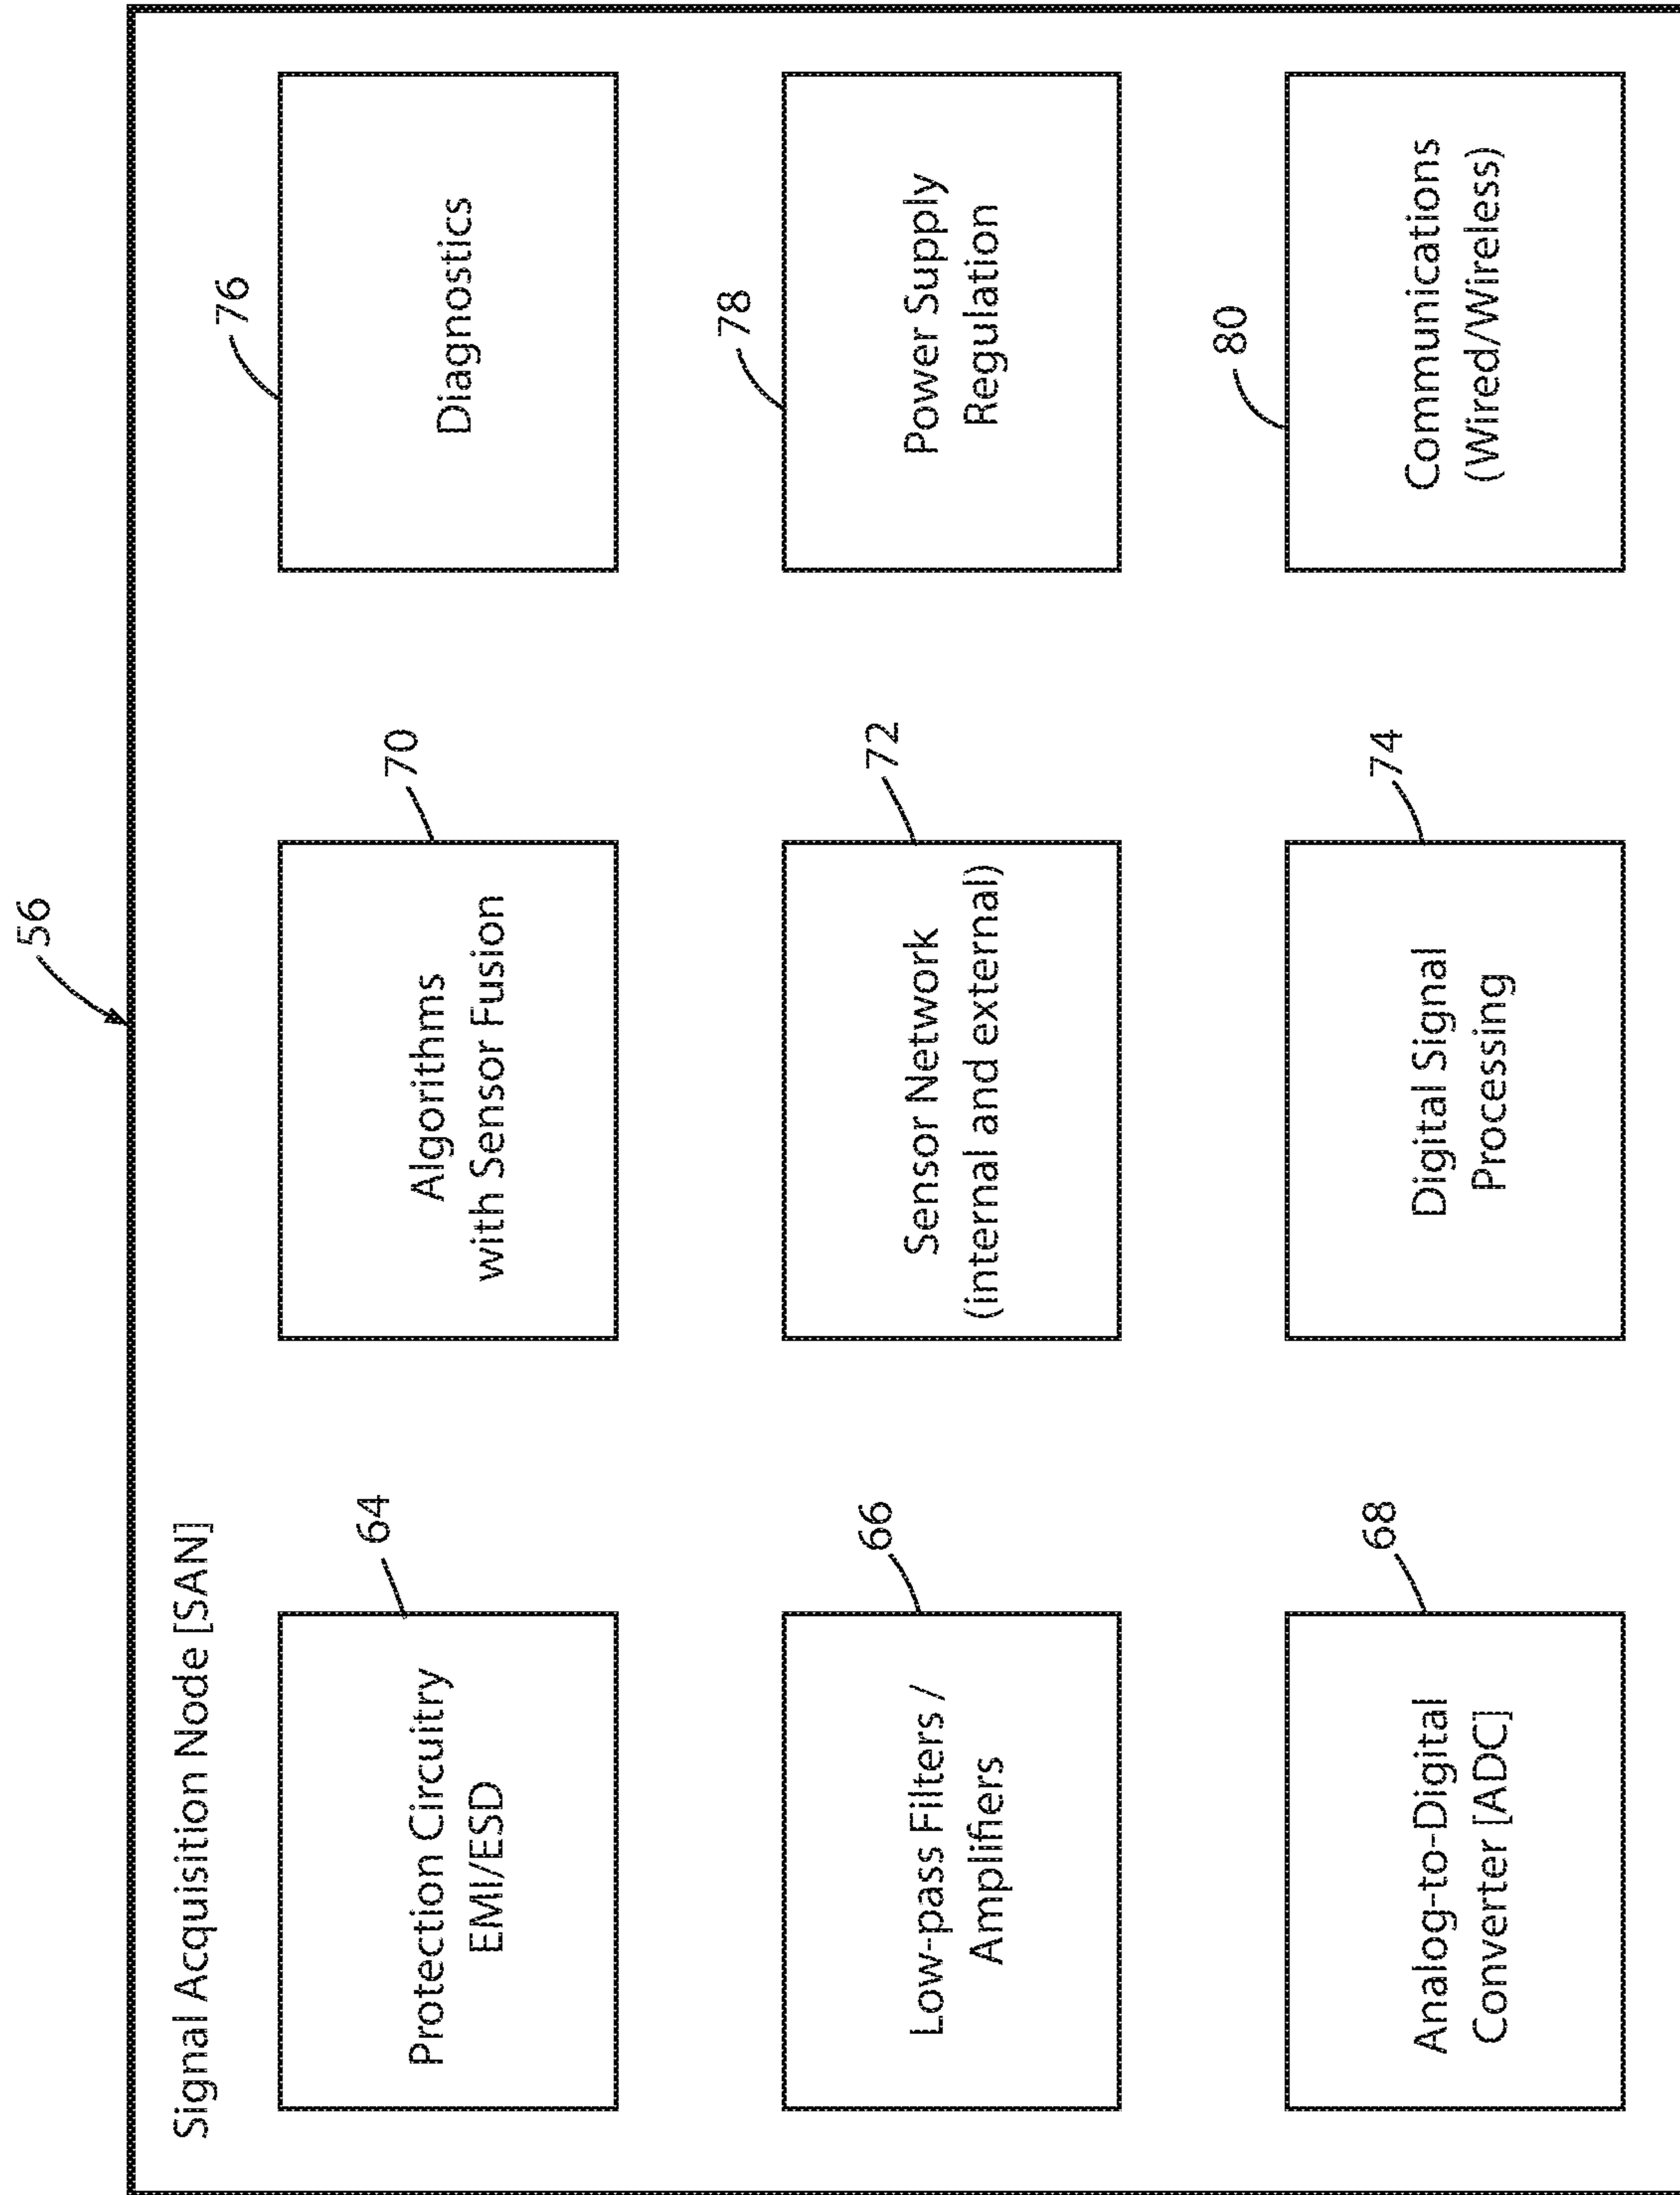 56
Signal Acquisition Node [SAN]
64
Protection Circuitry
EMI/ESD
70
Algorithms
with Sensor Fusion
76
Diagnostics
66
Low-pass Filters /
Amplifiers
72
Sensor Network
(internal and external)
78
Power Supply
Regulation
68
Analog-to-Digital
Converter [ADC]
74
Digital Signal
Processing
80
Communications
(Wired/Wireless)